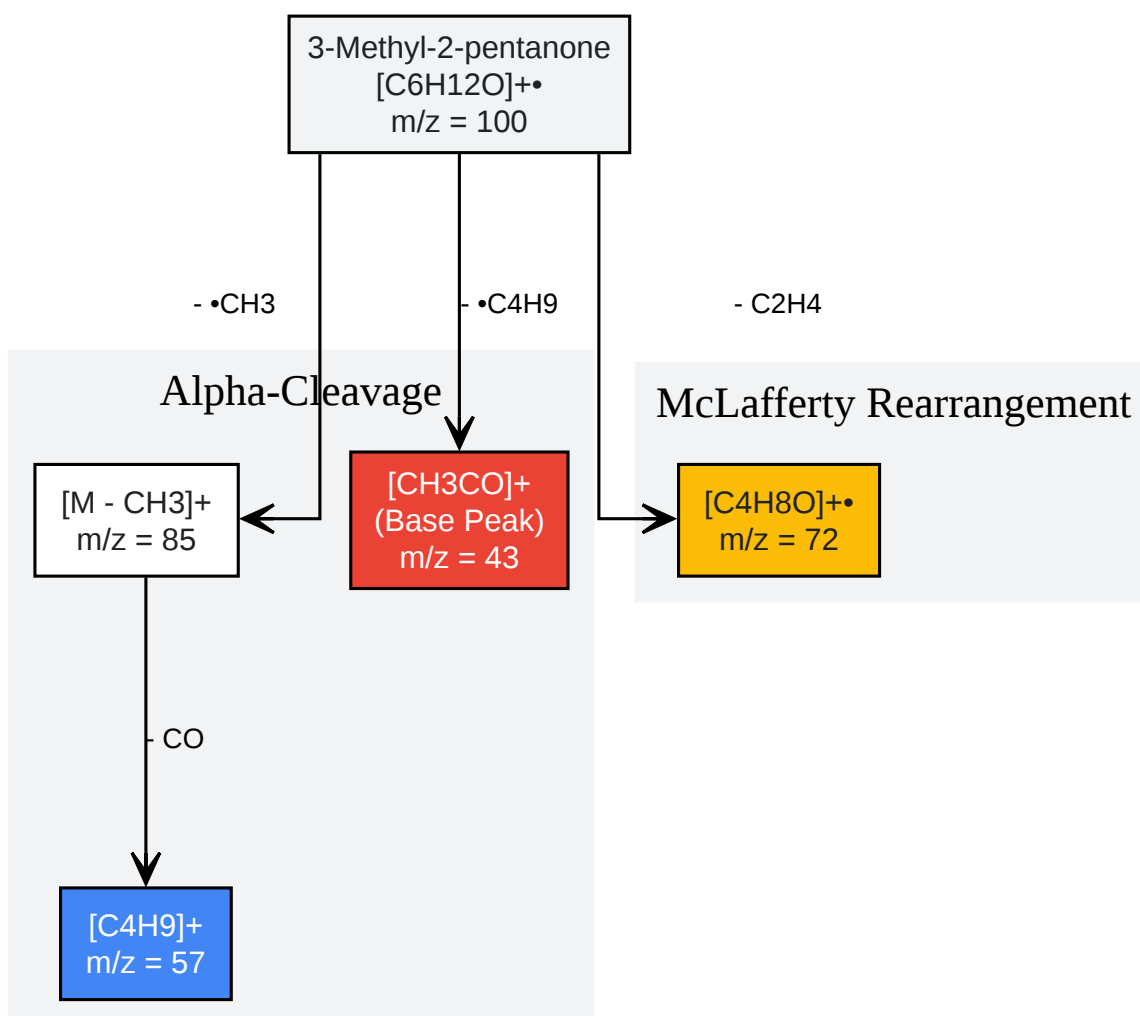 3-Methyl-2-pentanone
[C6H12O]+•
m/z = 100
- •CH3
- •C4H9
- C2H4
Alpha-Cleavage
McLafferty Rearrangement
[M - CH3]+
m/z = 85
[CH3CO]+
(Base Peak)
m/z = 43
[C4H8O]+•
m/z = 72
- CO
[C4H9]+
m/z = 57